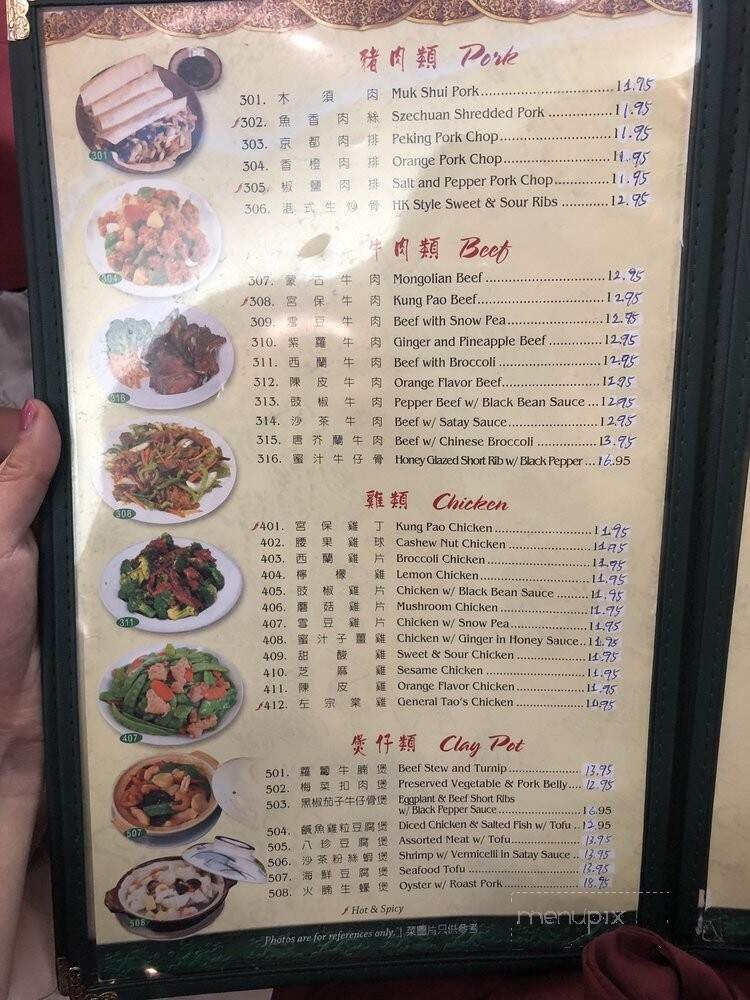 豬肉類 Pork
301. 木須肉 Muk Shui Pork 11.95
302. 魚香肉絲 Szechuan Shredded Pork 11.95
303. 京都肉排 Peking Pork Chop 11.95
304. 香橙肉排 Orange Pork Chop 11.95
305. 椒鹽肉排 Salt and Pepper Pork Chop 11.95
306. 港式生炒骨 HK Style Sweet & Sour Ribs 12.95
牛肉類 Beef
307. 蒙古牛肉 Mongolian Beef 12.95
308. 宮保牛肉 Kung Pao Beef 12.95
309. 雪豆牛肉 Beef with Snow Pea 12.95
310. 紫蘿牛肉 Ginger and Pineapple Beef 12.95
311. 西蘭牛肉 Beef with Broccoli 12.95
312. 陳皮牛肉 Orange Flavor Beef 12.95
313. 豉椒牛肉 Pepper Beef w/ Black Bean Sauce 12.95
314. 沙茶牛肉 Beef w/ Satay Sauce 12.95
315. 唐芥蘭牛肉 Beef w/ Chinese Broccoli 13.95
316. 蜜汁牛仔骨 Honey Glazed Short Rib w/ Black Pepper 16.95
雞類 Chicken
401. 宮保雞丁 Kung Pao Chicken 11.95
402. 腰果雞球 Cashew Nut Chicken 11.95
403. 西蘭雞片 Broccoli Chicken 11.95
404. 檸檬雞 Lemon Chicken 11.95
405. 豉椒雞片 Chicken w/ Black Bean Sauce 11.95
406. 蘑菇雞片 Mushroom Chicken 11.95
407. 雪豆雞片 Chicken w/ Snow Pea 11.95
408. 蜜汁子薑雞 Chicken w/ Ginger in Honey Sauce 11.95
409. 甜酸雞 Sweet & Sour Chicken 11.95
410. 芝麻雞 Sesame Chicken 11.95
411. 陳皮雞 Orange Flavor Chicken 11.95
412. 左宗棠雞 General Tao's Chicken
煲仔類 Clay Pot
501. 蘿蔔牛腩煲 Beef Stew and Turnip 13.95
502. 梅菜扣肉煲 Preserved Vegetable & Pork Belly 12.95
503. 黑椒茄子牛仔骨煲 Eggplant & Beef Short Ribs
w/ Black Pepper Sauce 16.95
504. 鹹魚雞粒豆腐煲 Diced Chicken & Salted Fish w/ Tofu 12.95
505. 八珍豆腐煲 Assorted Meat w/ Tofu 13.95
506. 沙茶粉絲蝦煲 Shrimp w/ Vermicelli in Satay Sauce 13.95
507. 海鮮豆腐煲 Seafood Tofu 13.95
508. 火腩生蠔煲 Oyster w/ Roast Pork 18.95
Hot & Spicy
Photos are for references only. 菜圖片只供參考
301
304
316
308
311
407
507
508
menupix